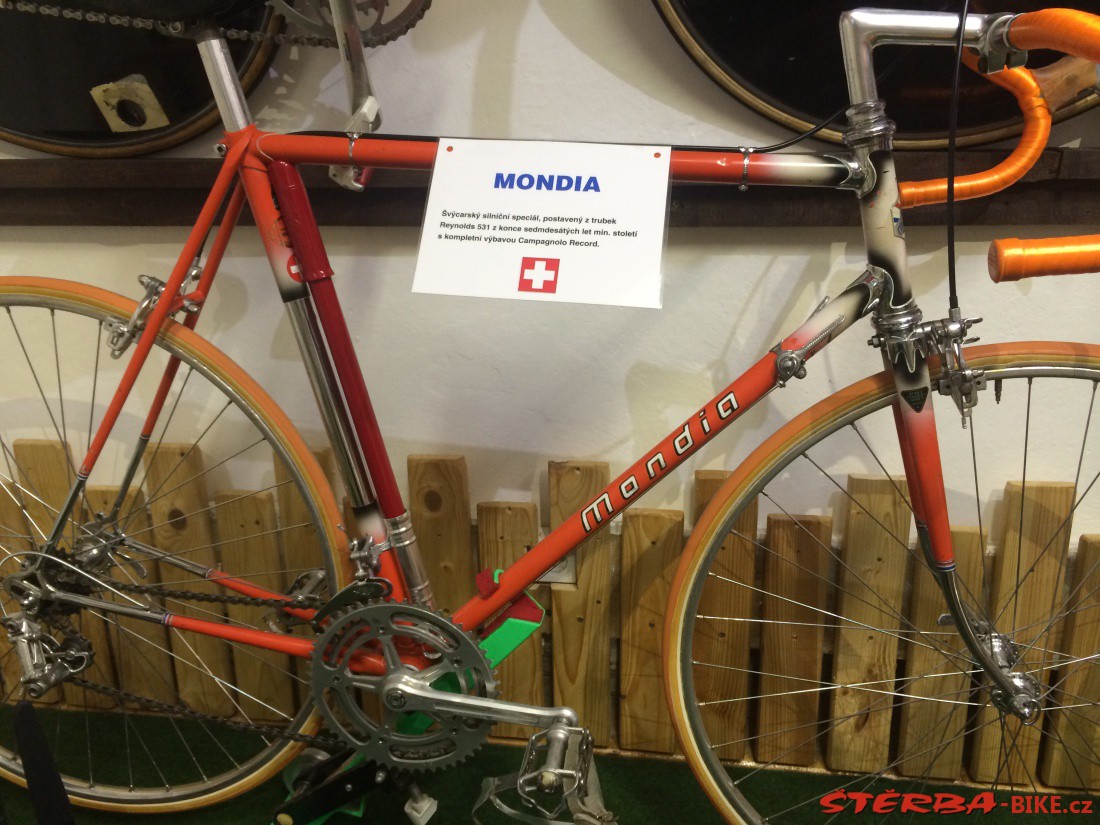 MONDIA
Švýcarský silniční speciál, postavený z trubek
Reynolds 531 z konce sedmdesátých let min. století
s kompletní výbavou Campagnolo Record.
Mondia
ŠTĚRBA-BIKE.cz